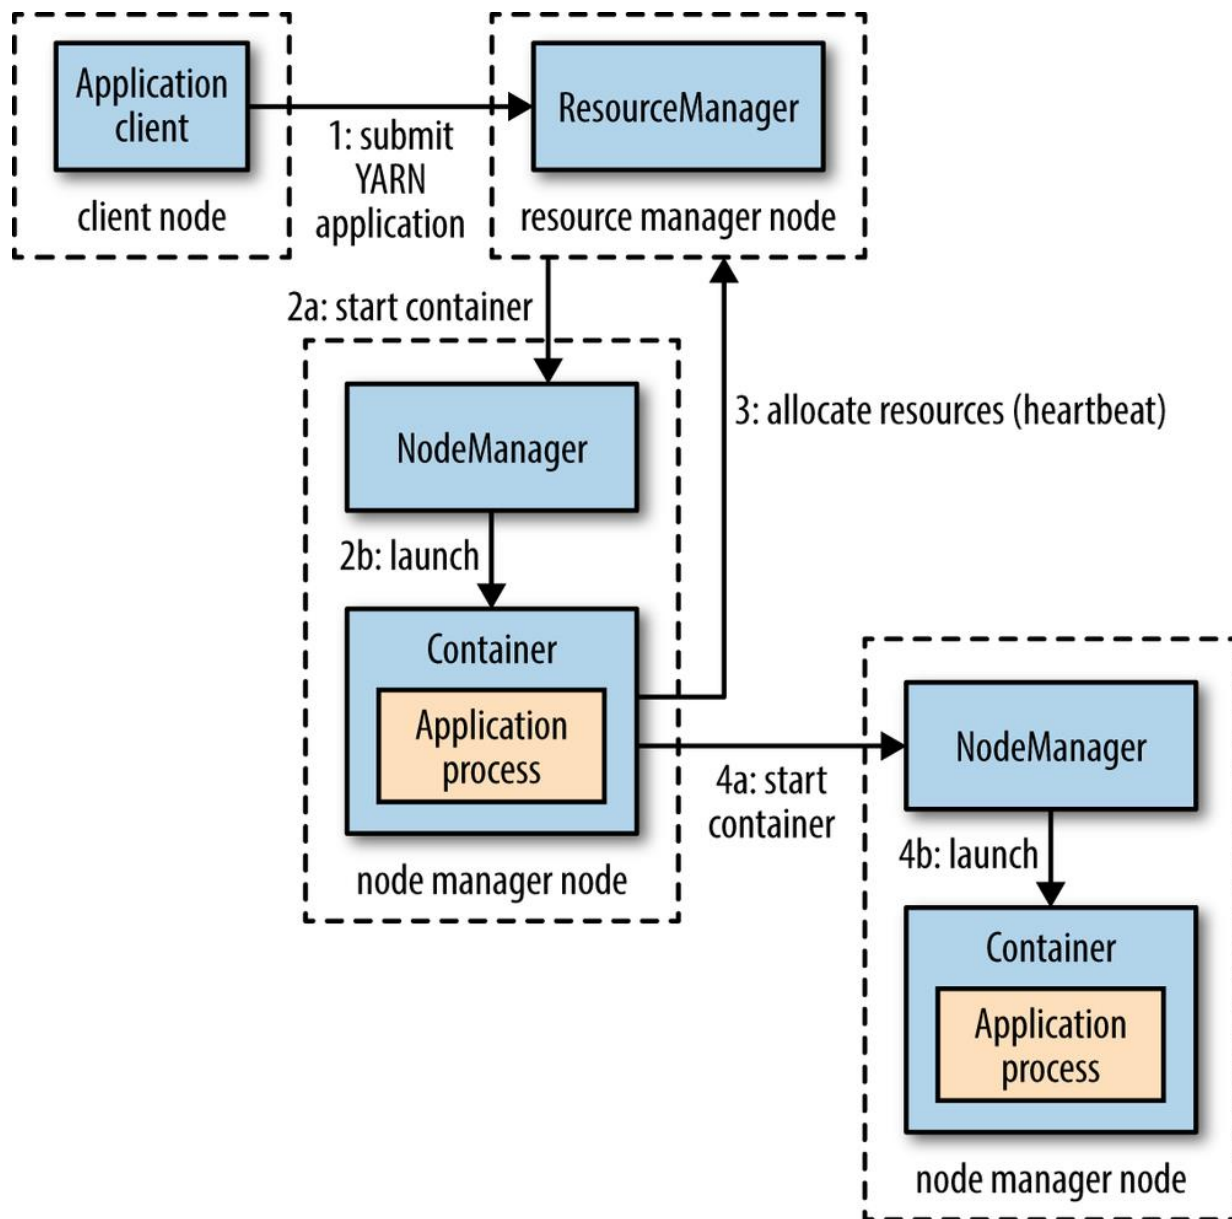 Application
client
client node
1: submit
YARN
application
ResourceManager
resource manager node
2a: start container
NodeManager
2b: launch
Container
Application
process
node manager node
3: allocate resources (heartbeat)
4a: start
container
NodeManager
4b: launch
Container
Application
process
node manager node